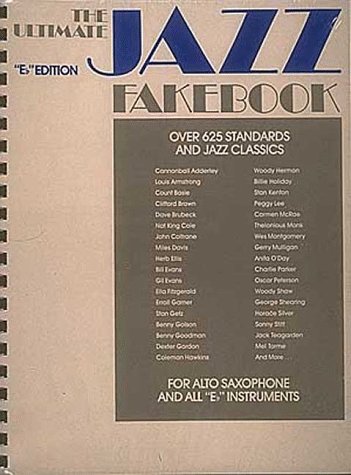 THE
ULTIMATE
JAZZ
"E♭" EDITION
FAKEBOOK
OVER 625 STANDARDS
AND JAZZ CLASSICS
Cannonball Adderley
Louis Armstrong
Count Basie
Clifford Brown
Dave Brubeck
Nat King Cole
John Coltrane
Miles Davis
Herb Ellis
Bill Evans
Gil Evans
Ella Fitzgerald
Erroll Garner
Stan Getz
Benny Golson
Benny Goodman
Dexter Gordon
Coleman Hawkins
Woody Herman
Billie Holiday
Stan Kenton
Peggy Lee
Carmen McRae
Thelonious Monk
Wes Montgomery
Gerry Mulligan
Anita O'Day
Charlie Parker
Oscar Peterson
Woody Shaw
George Shearing
Horace Silver
Sonny Stitt
Jack Teagarden
Mel Torme
And More...
FOR ALTO SAXOPHONE
AND ALL "E♭" INSTRUMENTS